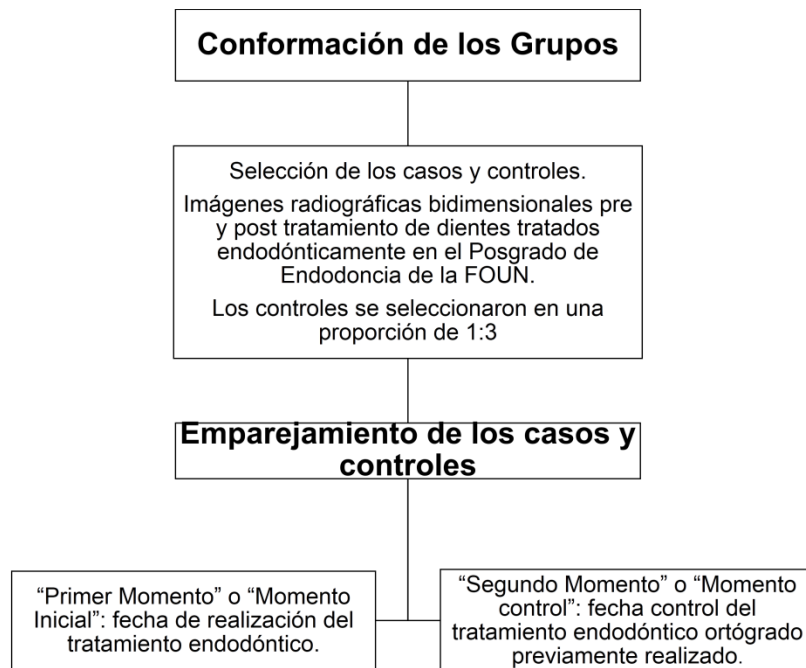 Conformación de los Grupos
Selección de los casos y controles.
Imágenes radiográficas bidimensionales pre
y post tratamiento de dientes tratados
endodónticamente en el Posgrado de
Endodoncia de la FOUN.
Los controles se seleccionaron en una
proporción de 1:3
Emparejamiento de los casos y
controles
“Primer Momento” o “Momento
Inicial”: fecha de realización del
tratamiento endodóntico.
“Segundo Momento” o “Momento
control”: fecha control del
tratamiento endodóntico ortógrado
previamente realizado.